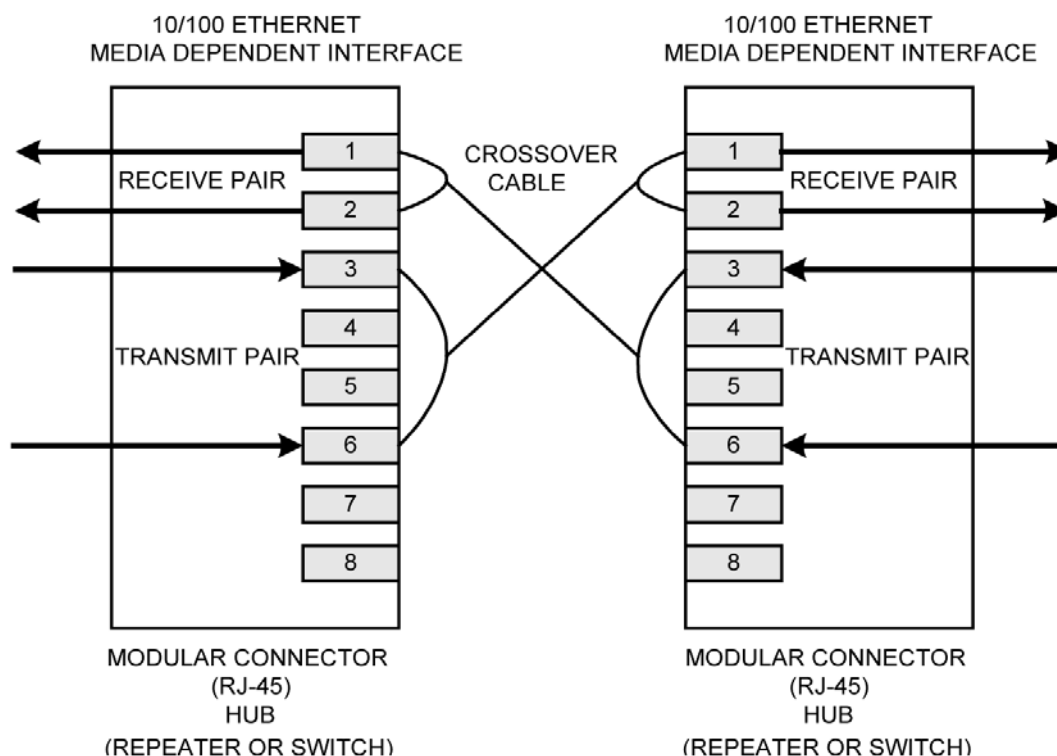 10/100 ETHERNET
MEDIA DEPENDENT INTERFACE
10/100 ETHERNET
MEDIA DEPENDENT INTERFACE
1
2
3
4
5
6
7
8
RECEIVE PAIR
TRANSMIT PAIR
CROSSOVER
CABLE
1
2
3
4
5
6
7
8
RECEIVE PAIR
TRANSMIT PAIR
MODULAR CONNECTOR
(RJ-45)
HUB
(REPEATER OR SWITCH)
MODULAR CONNECTOR
(RJ-45)
HUB
(REPEATER OR SWITCH)